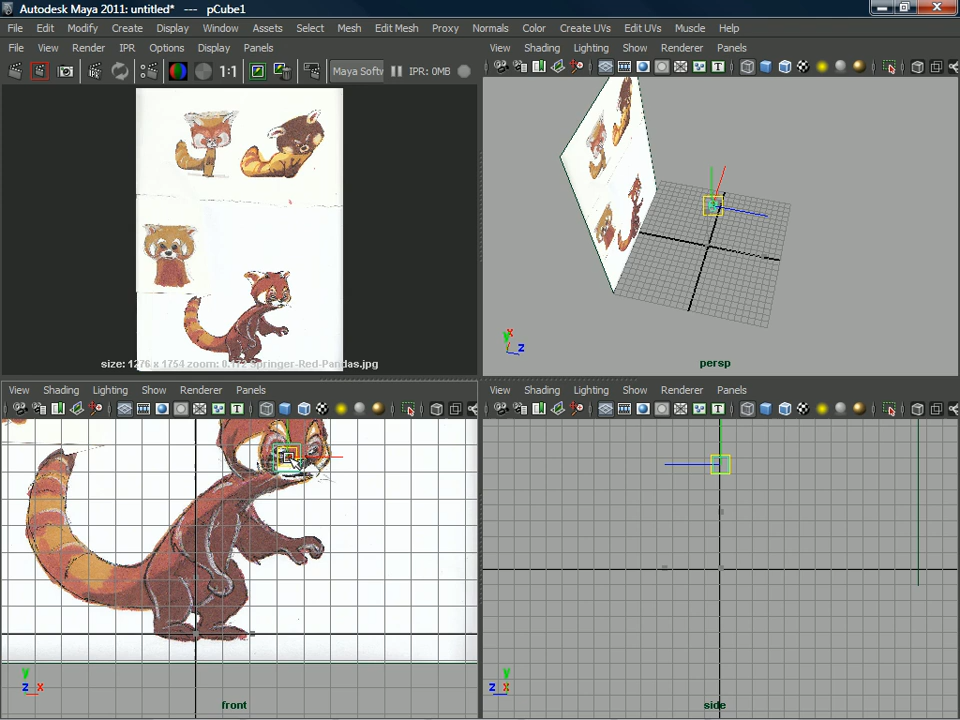 Autodesk Maya 2011: untitled* --- pCube1
File Edit Modify Create Display Window Assets Select Mesh Edit Mesh Proxy Normals Color Create UVs Edit UVs Muscle Help
File View Render IPR Options Display Panels
View Shading Lighting Show Renderer Panels
1:1 Maya Softw IPR: 0MB
size: 1276 x 1754 zoom: 0.172 Springer-Red-Pandas.jpg
persp
View Shading Lighting Show Renderer Panels
View Shading Lighting Show Renderer Panels
front
side